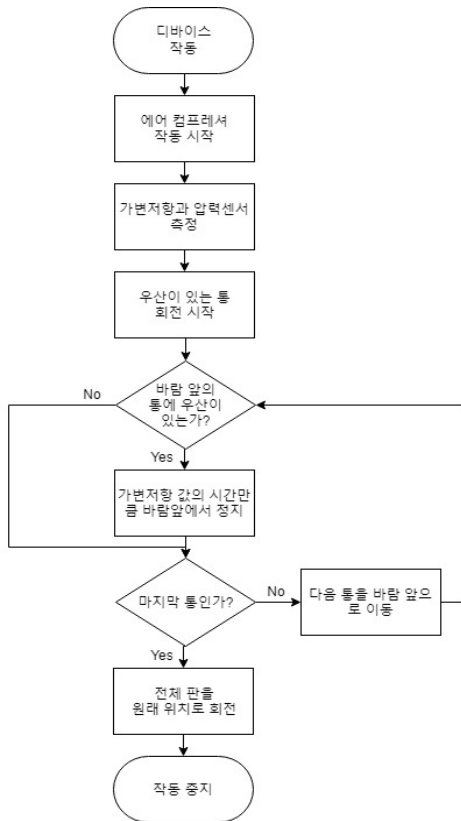 디바이스
작동
에어 컴프레셔
작동 시작
가변저항과 압력센서
측정
우산이 있는 통
회전 시작
바람 앞의
통에 우산이
있는가?
No
Yes
가변저항 값의 시간만
큼 바람앞에서 정지
마지막 통인가?
No
다음 통을 바람 앞으
로 이동
Yes
전체 판을
원래 위치로 회전
작동 중지